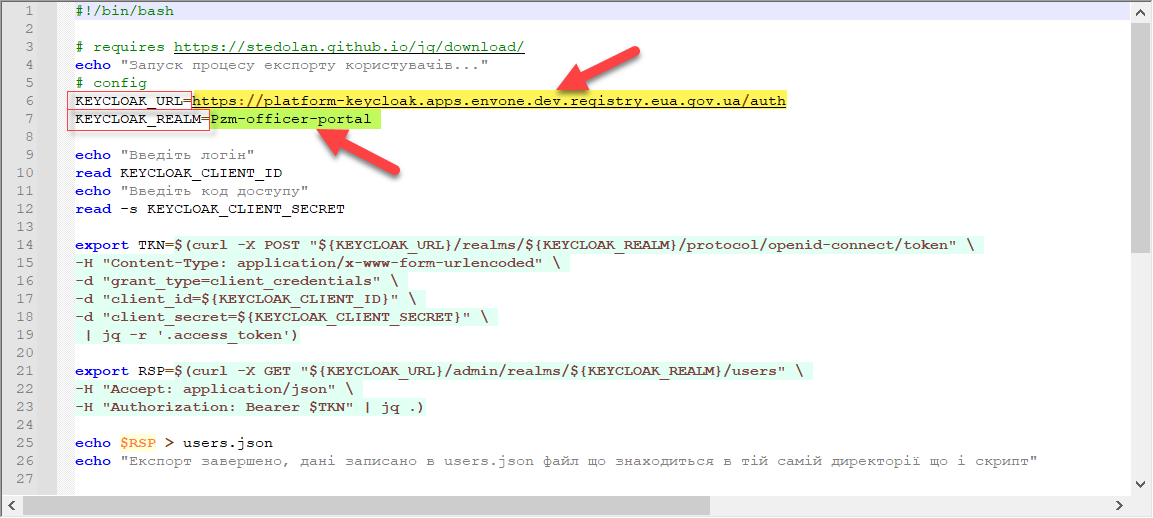 1 #!/bin/bash
2
3 # requires https://stedolan.github.io/jq/download/
4 echo "Запуск процесу експорту користувачів..."
5 # config
6 KEYCLOAK_URL=https://platform-keycloak.apps.envone.dev.registry.eua.gov.ua/auth
7 KEYCLOAK_REALM=Pzm-officer-portal
8
9 echo "Введіть логін"
10 read KEYCLOAK_CLIENT_ID
11 echo "Введіть код доступу"
12 read -s KEYCLOAK_CLIENT_SECRET
13
14 export TKN=$(curl -X POST "${KEYCLOAK_URL}/realms/${KEYCLOAK_REALM}/protocol/openid-connect/token" \
15 -H "Content-Type: application/x-www-form-urlencoded" \
16 -d "grant_type=client_credentials" \
17 -d "client_id=${KEYCLOAK_CLIENT_ID}" \
18 -d "client_secret=${KEYCLOAK_CLIENT_SECRET}" \
19 | jq -r '.access_token')
20
21 export RSP=$(curl -X GET "${KEYCLOAK_URL}/admin/realms/${KEYCLOAK_REALM}/users" \
22 -H "Accept: application/json" \
23 -H "Authorization: Bearer $TKN" | jq .)
24
25 echo $RSP > users.json
26 echo "Експорт завершено, дані записано в users.json файл що знаходиться в тій самій директорії що і скрипт"
27